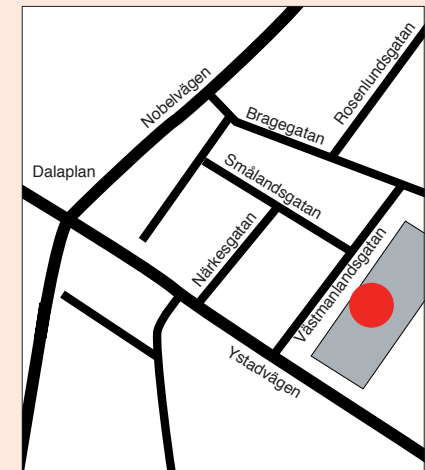 Nobelvägen
Rosenlundsgatan
Bragegatan
Dalaplan
Smålandsgatan
Närkesgatan
Västmanlandsgatan
Ystadvägen